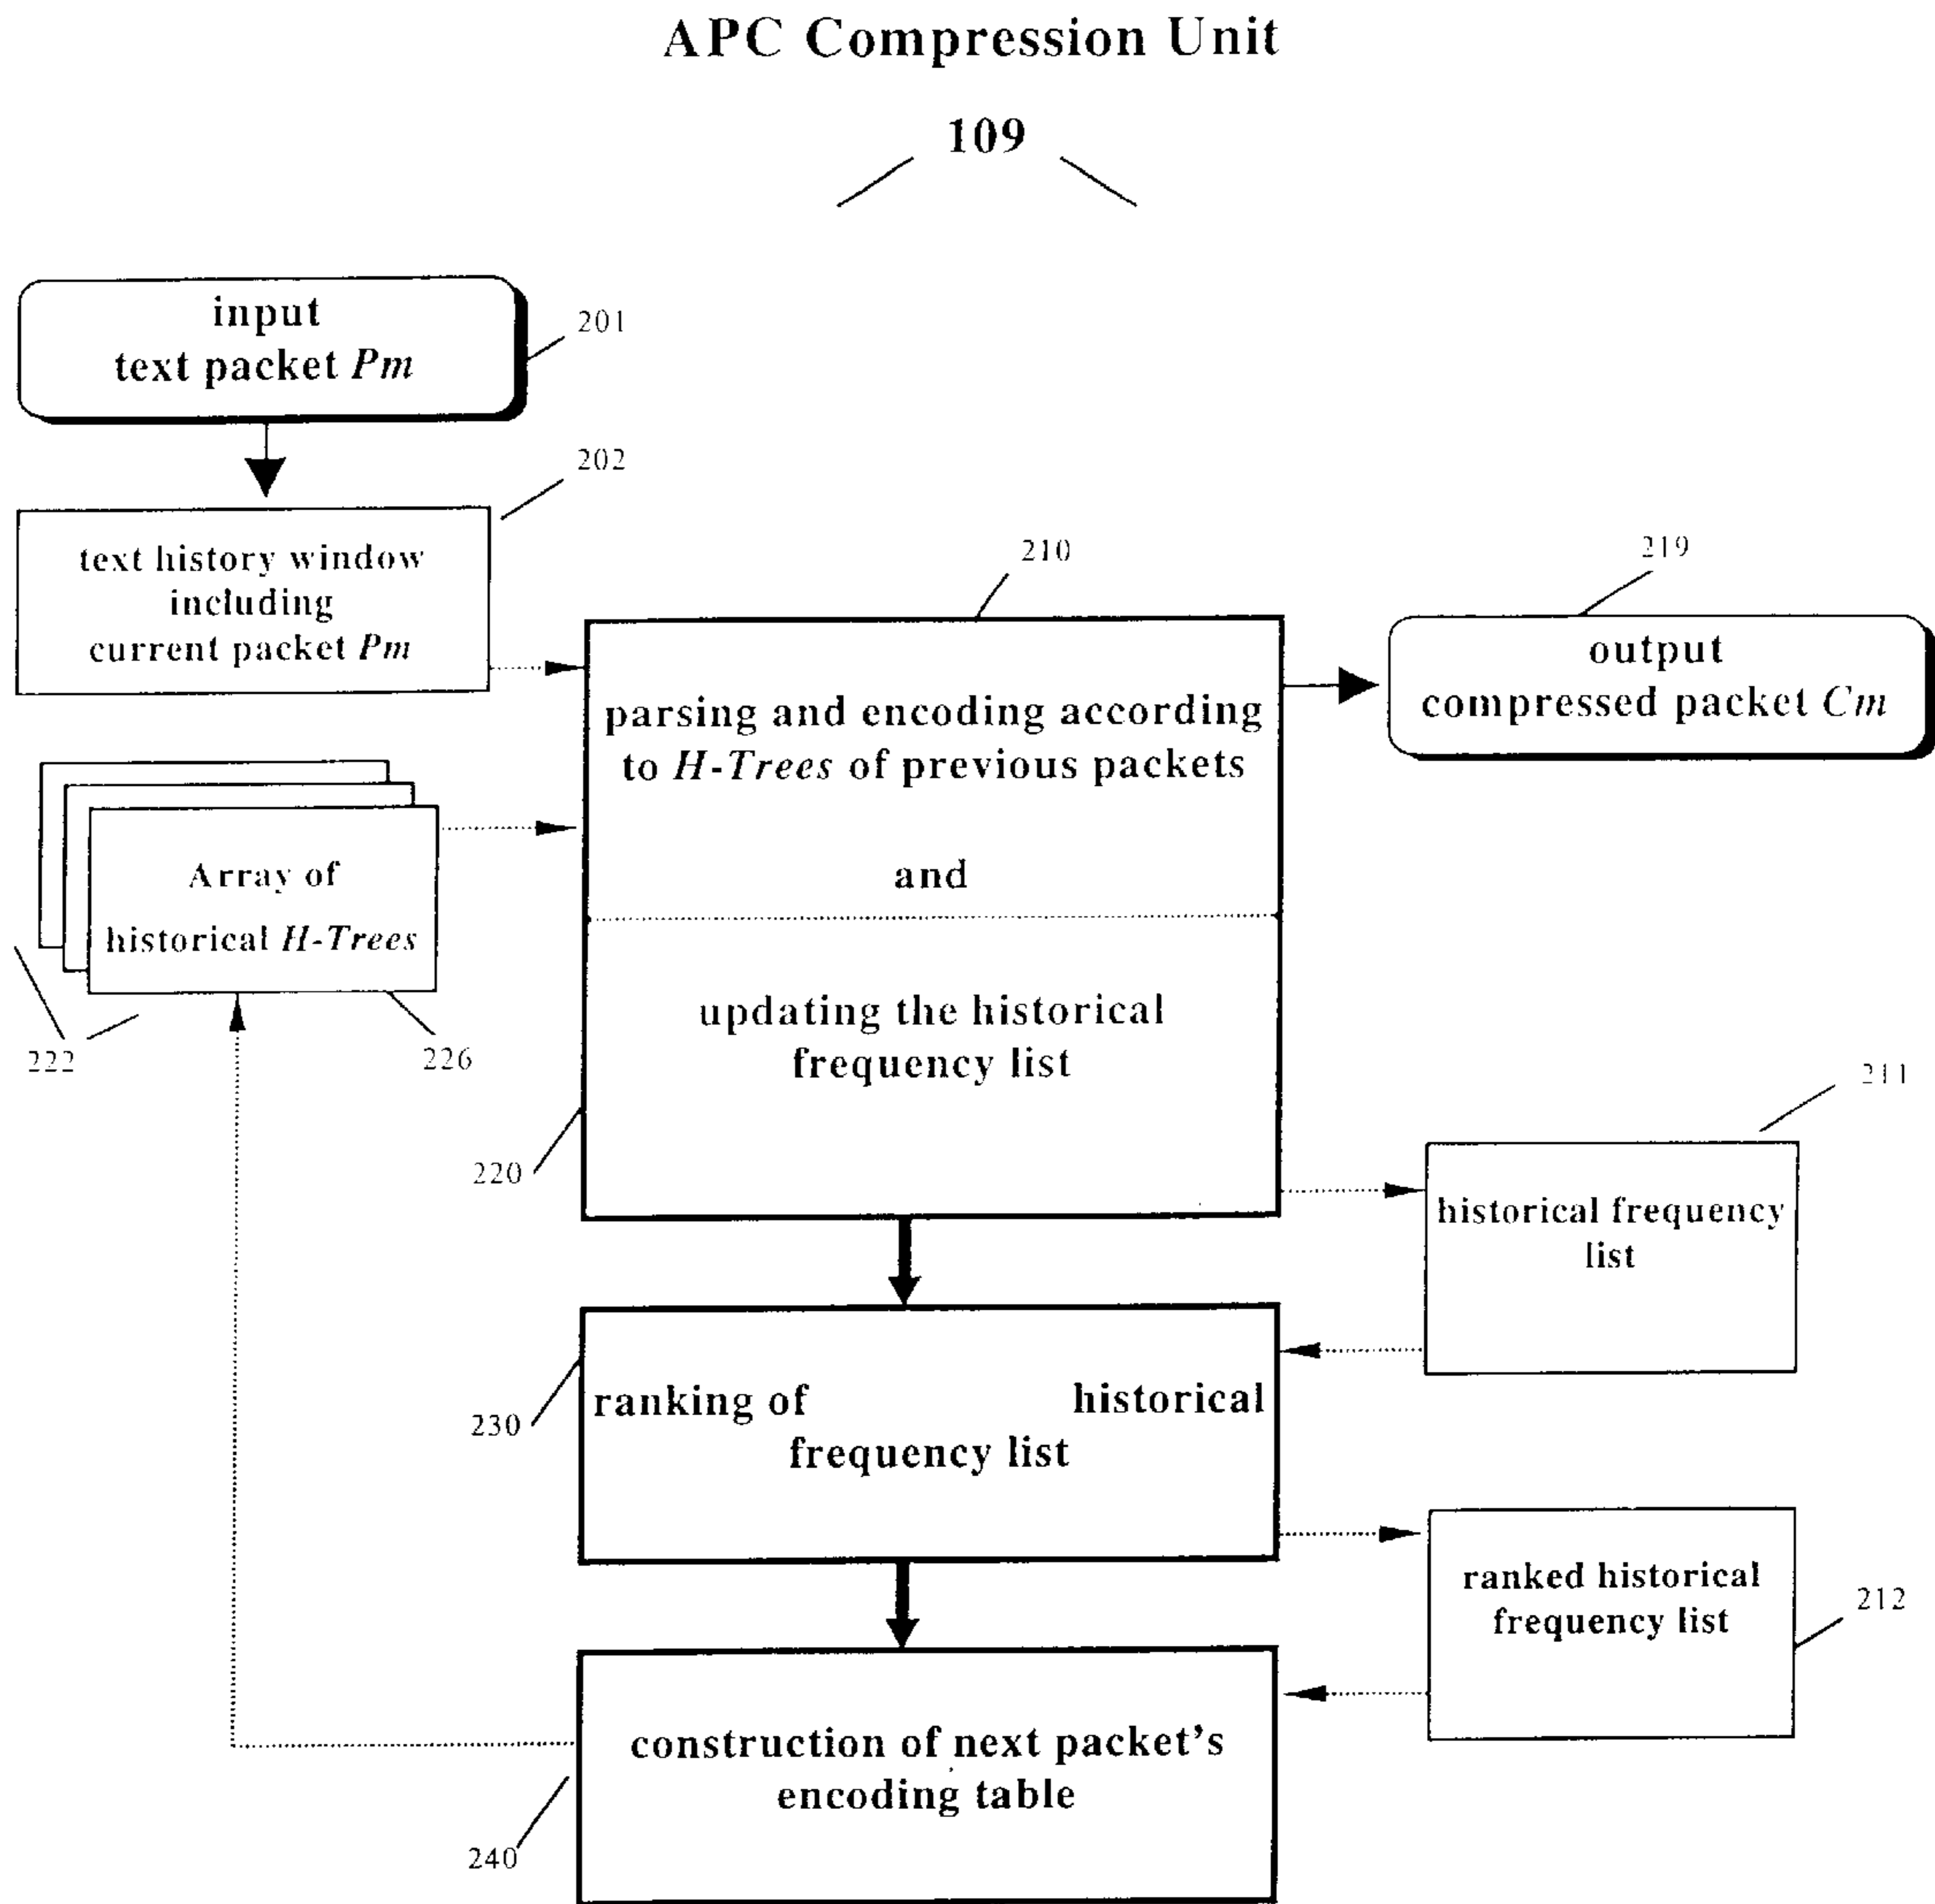 APC Compression Unit
109
input
text packet Pm
201
202
text history window
including
current packet Pm
210
219
parsing and encoding according
to H-Trees of previous packets
and
output
compressed packet Cm
Array of
historical H-Trees
222
226
updating the historical
frequency list
220
211
historical frequency
list
230
ranking of historical
frequency list
ranked historical
frequency list
212
construction of next packet's
encoding table
240